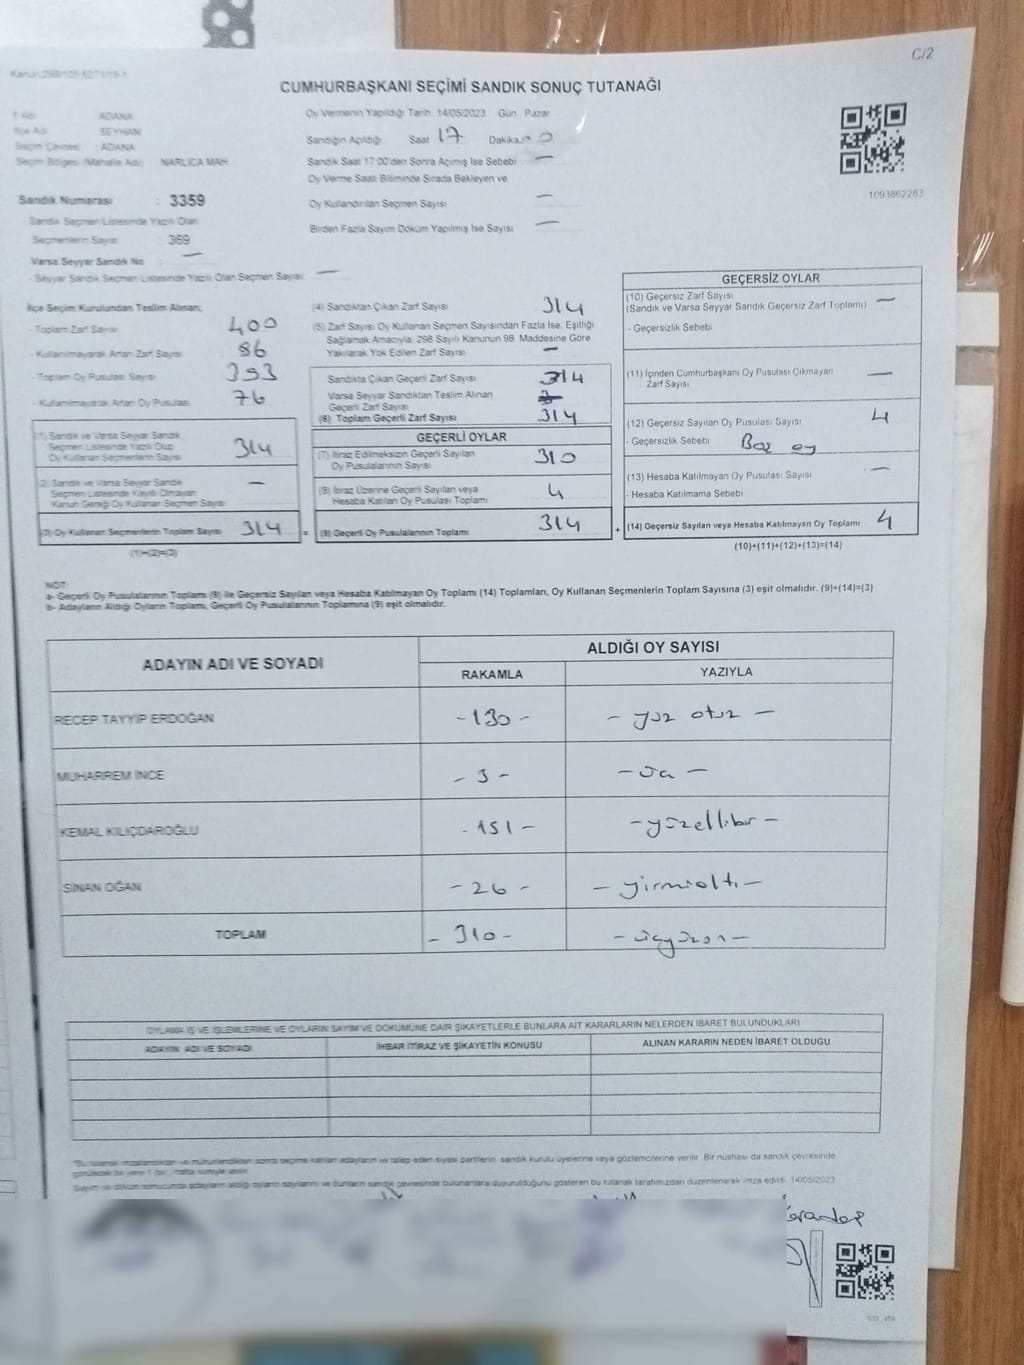 C/2
Kanun 298/105-6271/18-1
CUMHURBAŞKANI SEÇİMİ SANDIK SONUÇ TUTANAĞI
İl Adı : ADANA
İlçe Adı : SEYHAN
Seçim Çevresi : ADANA
Seçim Bölgesi (Mahalle Adı) NARLICA MAH.
Oy Vermenin Yapıldığı Tarih 14/05/2023 Gün Pazar
Sandığın Açıldığı Saat 17 Dakika
Sandık Saat 17:00'den Sonra Açılmış İse Sebebi —
Oy Verme Saati Bitiminde Sırada Bekleyen ve
Oy Kullandırılan Seçmen Sayısı —
Birden Fazla Sayım Döküm Yapılmış İse Sayısı —
1093862283
Sandık Numarası : 3359
Sandık Seçmen Listesinde Yazılı Olan
Seçmenlerin Sayısı 369
Varsa Seyyar Sandık No : —
- Seyyar Sandık Seçmen Listesinde Yazılı Olan Seçmen Sayısı —
İlçe Seçim Kurulundan Teslim Alınan;
- Toplam Zarf Sayısı 400
- Kullanılmayarak Artan Zarf Sayısı 86
- Toplam Oy Pusulası Sayısı 393
- Kullanılmayarak Artan Oy Pusulası 76
(1) Sandık ve Varsa Seyyar Sandık
Seçmen Listesinde Yazılı Olup
Oy Kullanan Seçmenlerin Sayısı 314
(2) Sandık ve Varsa Seyyar Sandık
Seçmen Listesinde Kayıtlı Olmayan
Kanun Gereği Oy Kullanan Seçmen Sayısı —
(3) Oy Kullanan Seçmenlerin Toplam Sayısı 314 =
(1)+(2)=(3)
(4) Sandıktan Çıkan Zarf Sayısı 314
(5) Zarf Sayısı Oy Kullanan Seçmen Sayısından Fazla İse, Eşitliği
Sağlamak Amacıyla, 298 Sayılı Kanunun 98. Maddesine Göre
Yakılarak Yok Edilen Zarf Sayısı —
Sandıkta Çıkan Geçerli Zarf Sayısı 314
Varsa Seyyar Sandıktan Teslim Alınan
Geçerli Zarf Sayısı
(6) Toplam Geçerli Zarf Sayısı 314
GEÇERLİ OYLAR
(7) İtiraz Edilmeksizin Geçerli Sayılan
Oy Pusulalarının Sayısı 310
(8) İtiraz Üzerine Geçerli Sayılan veya
Hesaba Katılan Oy Pusulası Toplamı 4
(9) Geçerli Oy Pusulalarının Toplamı 314 +
GEÇERSİZ OYLAR
(10) Geçersiz Zarf Sayısı
(Sandık ve Varsa Seyyar Sandık Geçersiz Zarf Toplamı) —
- Geçersizlik Sebebi
(11) İçinden Cumhurbaşkanı Oy Pusulası Çıkmayan
Zarf Sayısı —
(12) Geçersiz Sayılan Oy Pusulası Sayısı 4
- Geçersizlik Sebebi Boş oy
(13) Hesaba Katılmayan Oy Pusulası Sayısı —
- Hesaba Katılmama Sebebi
(14) Geçersiz Sayılan veya Hesaba Katılmayan Oy Toplamı 4
(10)+(11)+(12)+(13)=(14)
NOT:
a- Geçerli Oy Pusulalarının Toplamı (9) ile Geçersiz Sayılan veya Hesaba Katılmayan Oy Toplamı (14) Toplamları, Oy Kullanan Seçmenlerin Toplam Sayısına (3) eşit olmalıdır. (9)+(14)=(3)
b- Adayların Aldığı Oyların Toplamı, Geçerli Oy Pusulalarının Toplamına (9) eşit olmalıdır.
ADAYIN ADI VE SOYADI ALDIĞI OY SAYISI
RAKAMLA YAZIYLA
RECEP TAYYİP ERDOĞAN -130- - yüz otuz -
MUHARREM İNCE -3- - üç -
KEMAL KILIÇDAROĞLU -151- - yüzellibir -
SİNAN OĞAN -26- - yirmialtı -
TOPLAM -310- - üçyüzon -
OYLAMA İŞ VE İŞLEMLERİNE VE OYLARIN SAYIM VE DÖKÜMÜNE DAİR ŞİKAYETLERLE BUNLARA AİT KARARLARIN NELERDEN İBARET BULUNDUKLARI
ADAYIN ADI VE SOYADI İHBAR İTİRAZ VE ŞİKAYETİN KONUSU ALINAN KARARIN NEDEN İBARET OLDUĞU
sandık kurulu üyelerine veya gözlemcilerine verilir. Bir nüshası da sandık çevresinde,
Sayım ve döküm sonucunda adayların aldığı oyların sayılarını ve bunların sandık çevresinde bulunanlara duyurulduğunu gösteren bu tutanak tarafımızdan düzenlenerek imza edildi. 14/05/2023